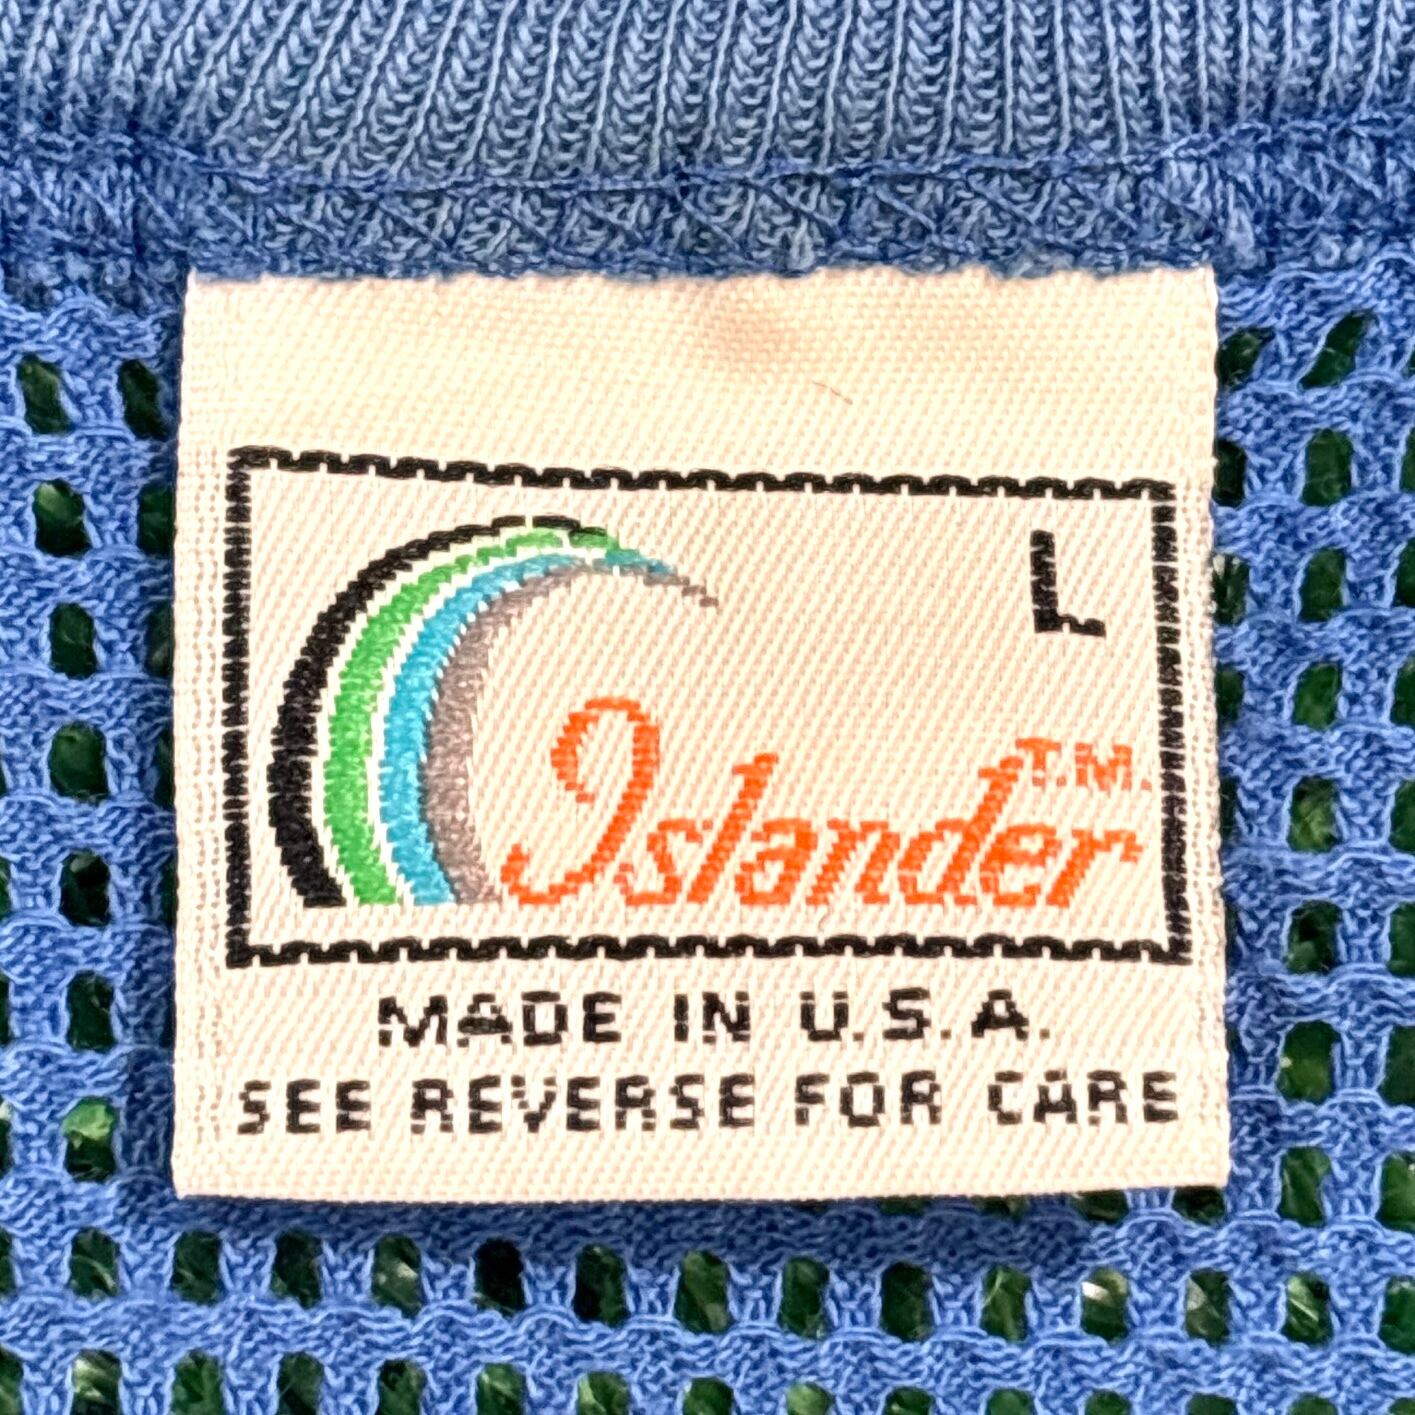 L
Islander T.M.
MADE IN U.S.A.
SEE REVERSE FOR CARE